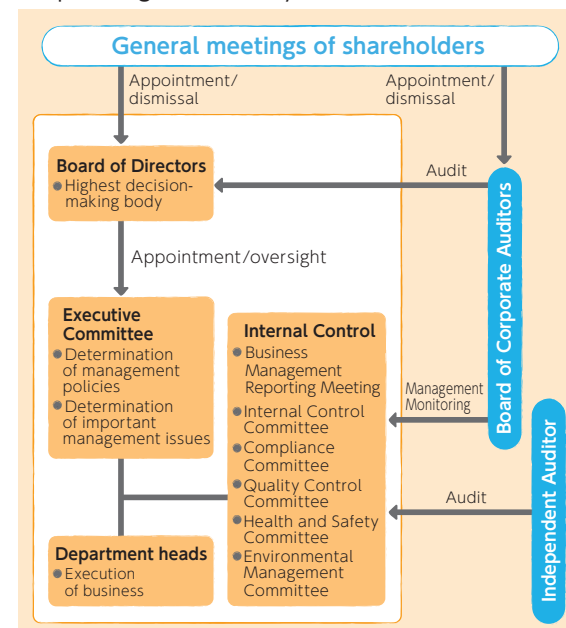 General meetings of shareholders
Appointment/
dismissal
Appointment/
dismissal
Board of Directors
Highest decision-
making body
Audit
Board of Corporate Auditors
Appointment/oversight
Executive
Committee
Determination
of management
policies
Determination
of important
management issues
Internal Control
Business
Management
Reporting Meeting
Internal Control
Committee
Compliance
Committee
Quality Control
Committee
Health and Safety
Committee
Environmental
Management
Committee
Management
Monitoring
Audit
Independent Auditor
Department heads
Execution
of business